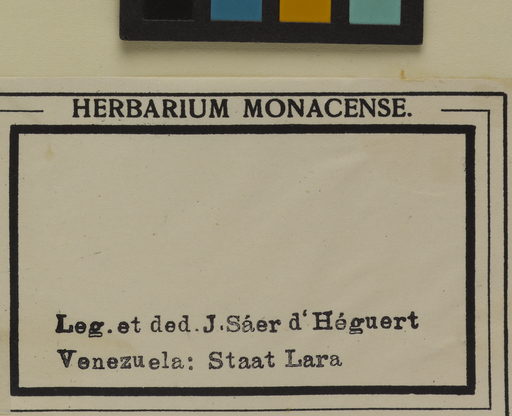 HERBARIUM MONACENSE.
Leg. et ded. J. Sáer d'Héguert
Venezuela: Staat Lara